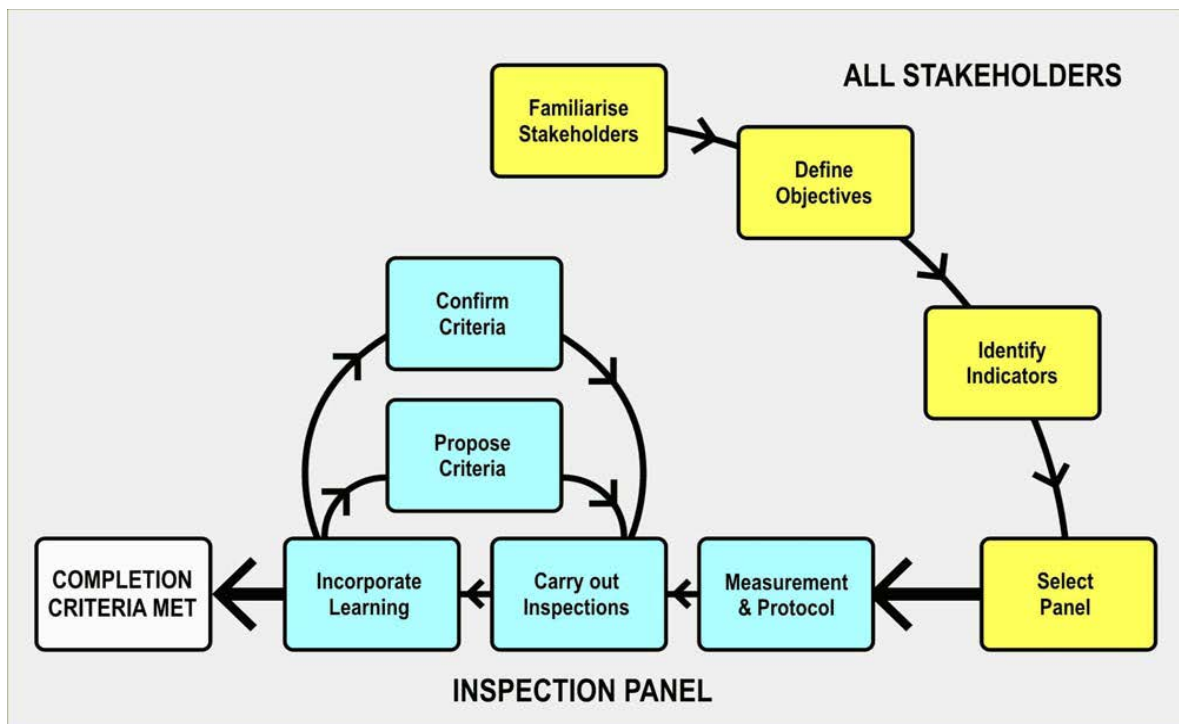 ALL STAKEHOLDERS
Familiarise
Stakeholders
Define
Objectives
Identify
Indicators
Select
Panel
Measurement
& Protocol
Carry out
Inspections
Incorporate
Learning
Propose
Criteria
Confirm
Criteria
COMPLETION
CRITERIA MET
INSPECTION PANEL